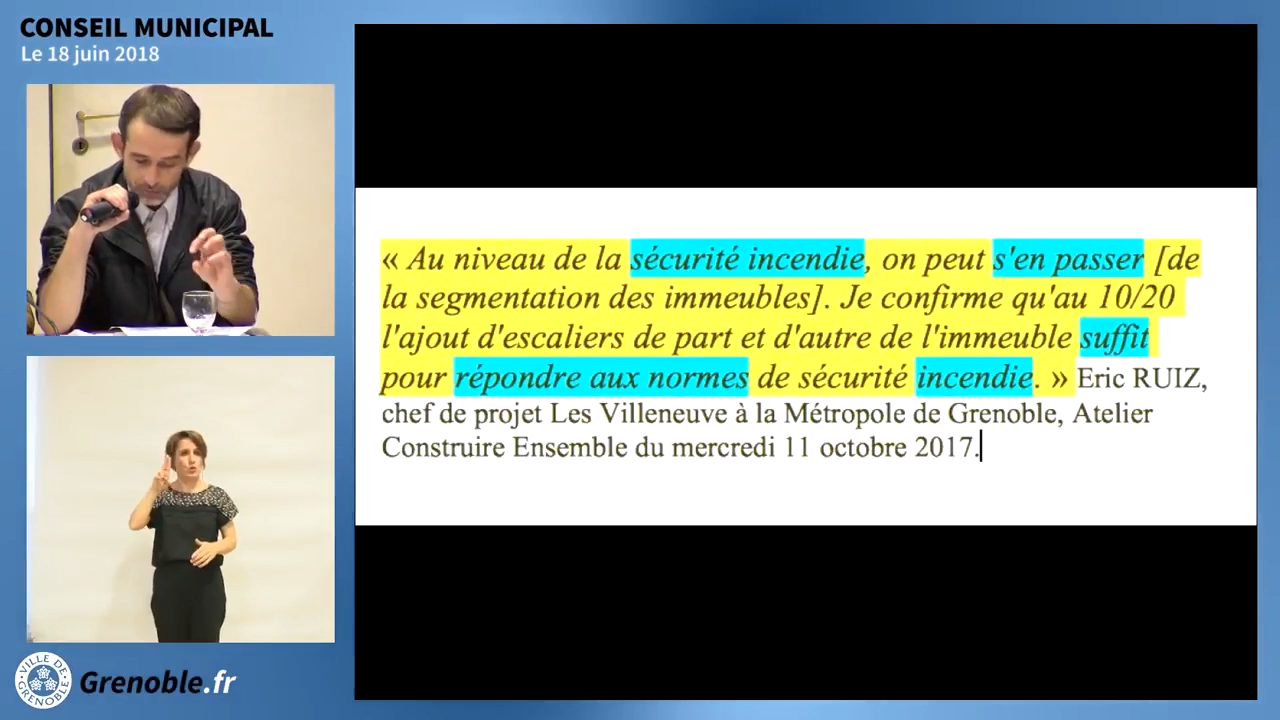 CONSEIL MUNICIPAL
Le 18 juin 2018
« Au niveau de la sécurité incendie, on peut s'en passer [de
la segmentation des immeubles]. Je confirme qu'au 10/20
l'ajout d'escaliers de part et d'autre de l'immeuble suffit
pour répondre aux normes de sécurité incendie. » Eric RUIZ,
chef de projet Les Villeneuve à la Métropole de Grenoble, Atelier
Construire Ensemble du mercredi 11 octobre 2017.
VILLE DE
GRENOBLE
Grenoble.fr